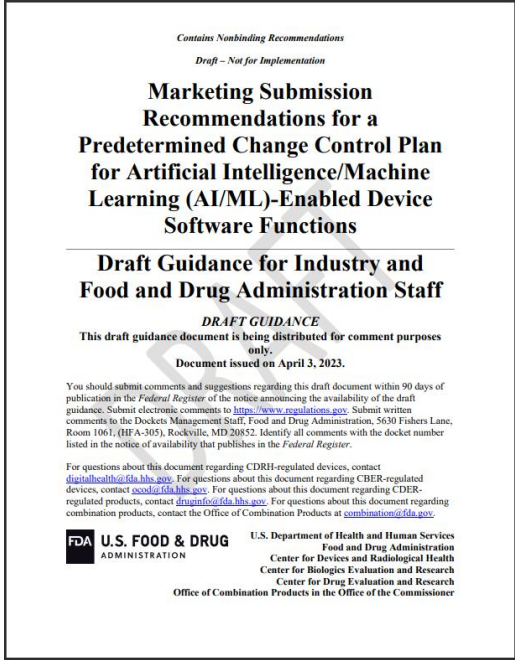 Contains Nonbinding Recommendations
Draft – Not for Implementation
Marketing Submission
Recommendations for a
Predetermined Change Control Plan
for Artificial Intelligence/Machine
Learning (AI/ML)-Enabled Device
Software Functions
Draft Guidance for Industry and
Food and Drug Administration Staff
DRAFT GUIDANCE
This draft guidance document is being distributed for comment purposes
only.
Document issued on April 3, 2023.
You should submit comments and suggestions regarding this draft document within 90 days of
publication in the Federal Register of the notice announcing the availability of the draft
guidance. Submit electronic comments to https://www.regulations.gov. Submit written
comments to the Dockets Management Staff, Food and Drug Administration, 5630 Fishers Lane,
Room 1061, (HFA-305), Rockville, MD 20852. Identify all comments with the docket number
listed in the notice of availability that publishes in the Federal Register.
For questions about this document regarding CDRH-regulated devices, contact
digitalhealth@fda.hhs.gov. For questions about this document regarding CBER-regulated
devices, contact ocod@fda.hhs.gov. For questions about this document regarding CDER-
regulated products, contact druginfo@fda.hhs.gov. For questions about this document regarding
combination products, contact the Office of Combination Products at combination@fda.gov.
FDA U.S. FOOD & DRUG
ADMINISTRATION
U.S. Department of Health and Human Services
Food and Drug Administration
Center for Devices and Radiological Health
Center for Biologics Evaluation and Research
Center for Drug Evaluation and Research
Office of Combination Products in the Office of the Commissioner
DRAFT